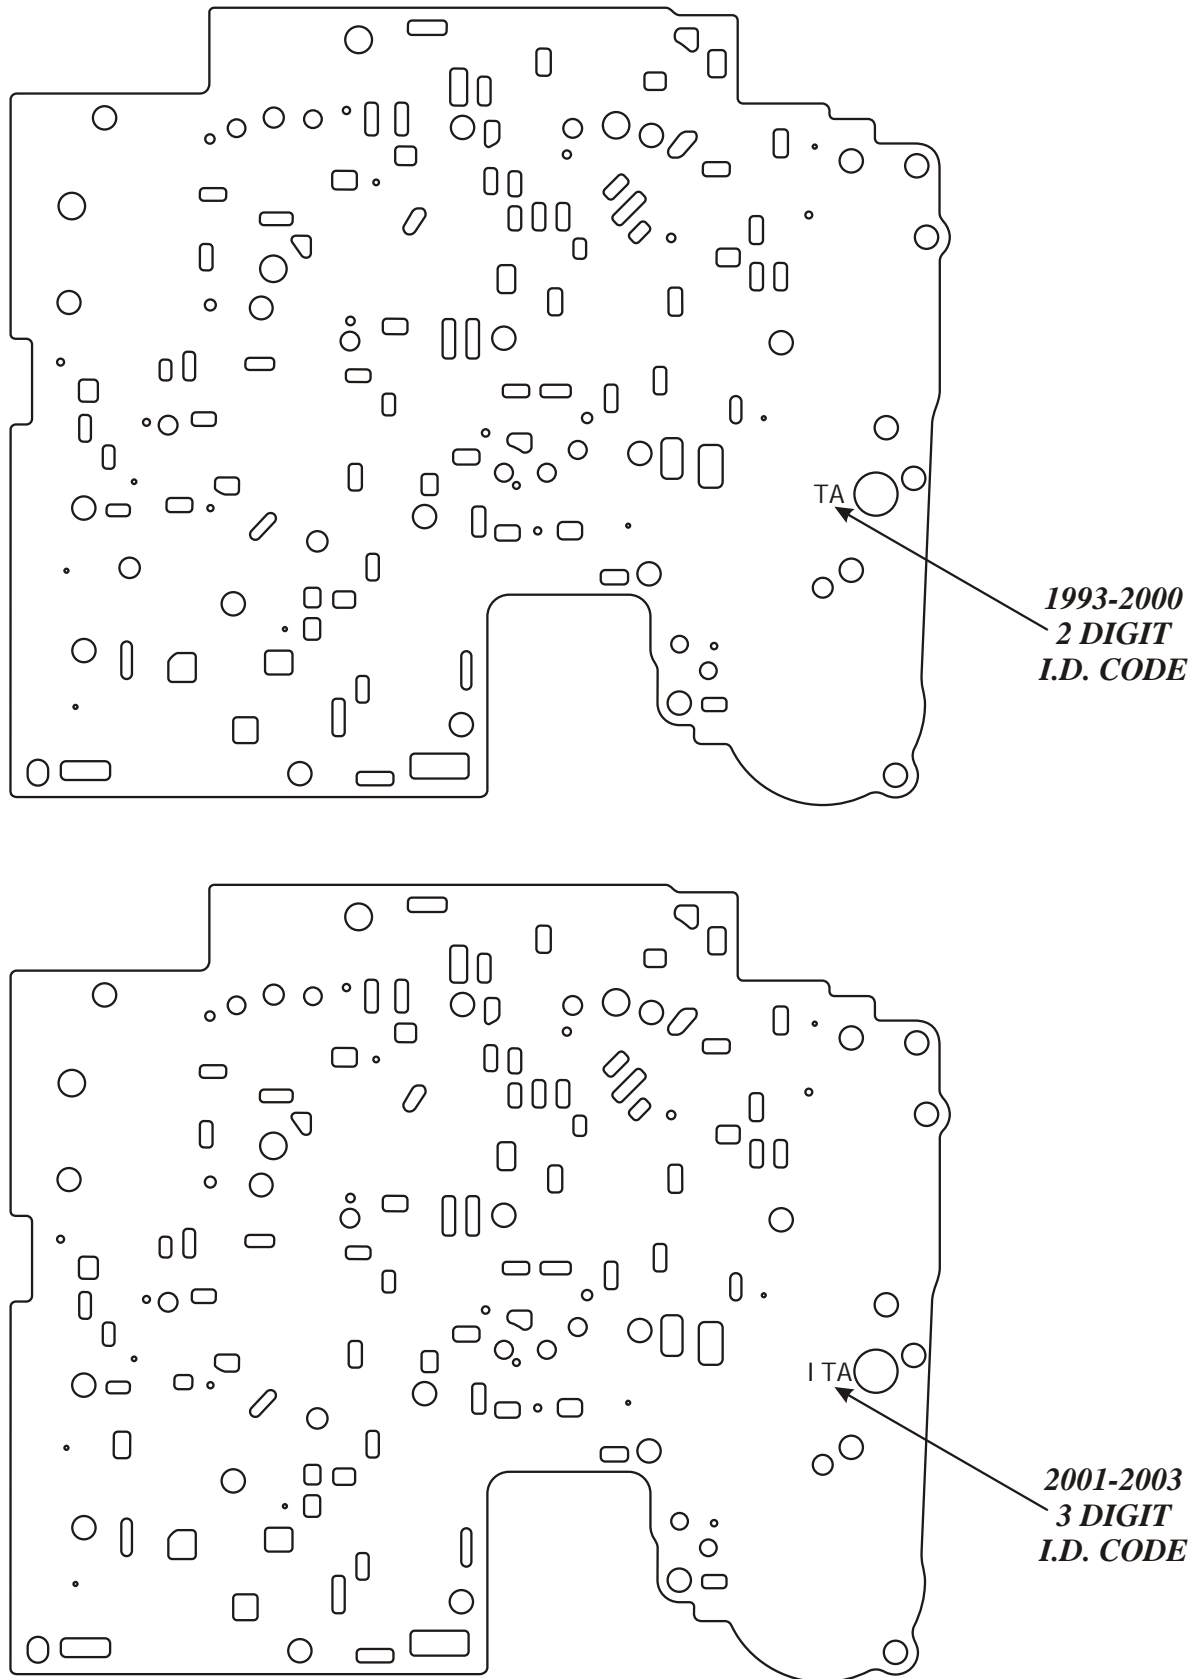 TA
1993-2000
2 DIGIT
I.D. CODE
I TA
2001-2003
3 DIGIT
I.D. CODE